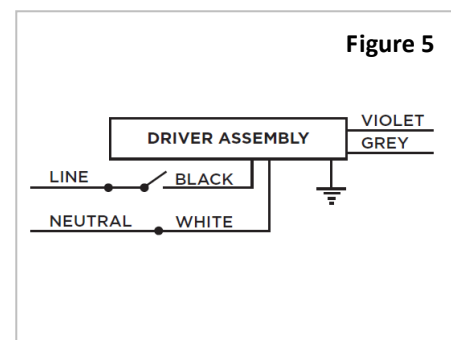 Figure 5
VIOLET
DRIVER ASSEMBLY
GREY
LINE
BLACK
NEUTRAL
WHITE